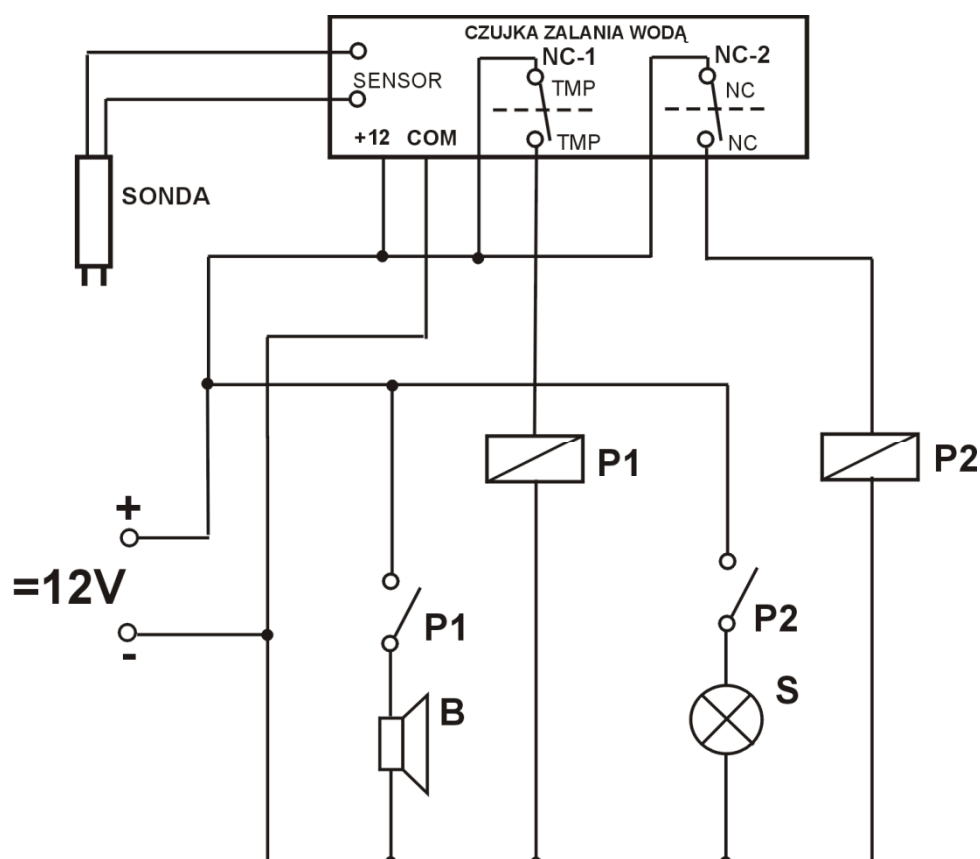 CZUJKA ZALANIA WODĄ
NC-1
NC-2
SENSOR
TMP
NC
+12 COM
TMP
NC
SONDA
P1
P2
+
=12V
-
P1
P2
B
S